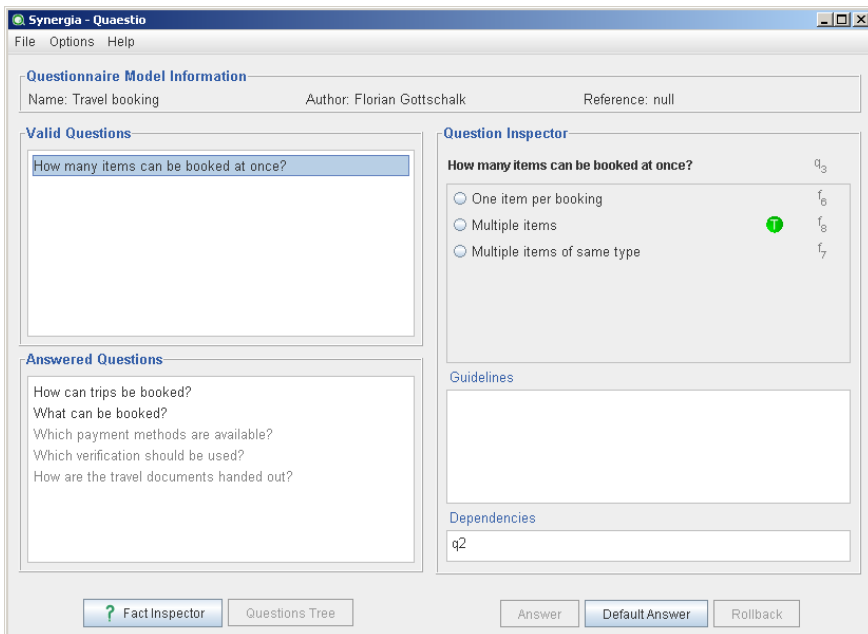 Synergia - Quaestio
File Options Help
Questionnaire Model Information
Name: Travel booking Author: Florian Gottschalk Reference: null
Valid Questions
How many items can be booked at once?
Answered Questions
How can trips be booked?
What can be booked?
Which payment methods are available?
Which verification should be used?
How are the travel documents handed out?
? Fact Inspector Questions Tree
Question Inspector
How many items can be booked at once? q3
One item per booking f6
Multiple items T f8
Multiple items of same type f7
Guidelines
Dependencies
q2
Answer Default Answer Rollback